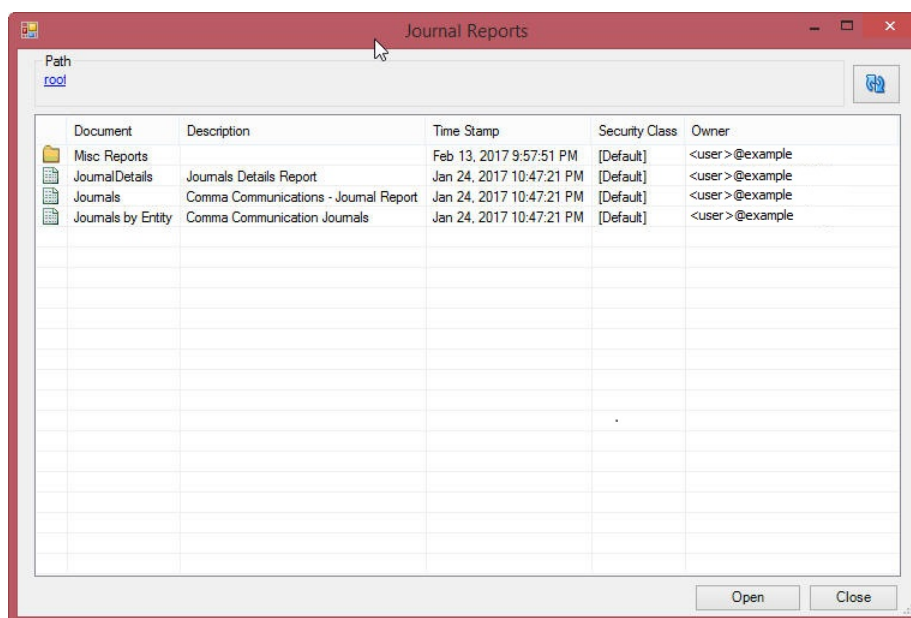 Journal Reports
Path
root
Document Description Time Stamp Security Class Owner
Misc Reports Feb 13, 2017 9:57:51 PM [Default] <user>@example
JournalDetails Journals Details Report Jan 24, 2017 10:47:21 PM [Default] <user>@example
Journals Comma Communications - Journal Report Jan 24, 2017 10:47:21 PM [Default] <user>@example
Journals by Entity Comma Communication Journals Jan 24, 2017 10:47:21 PM [Default] <user>@example
Open Close